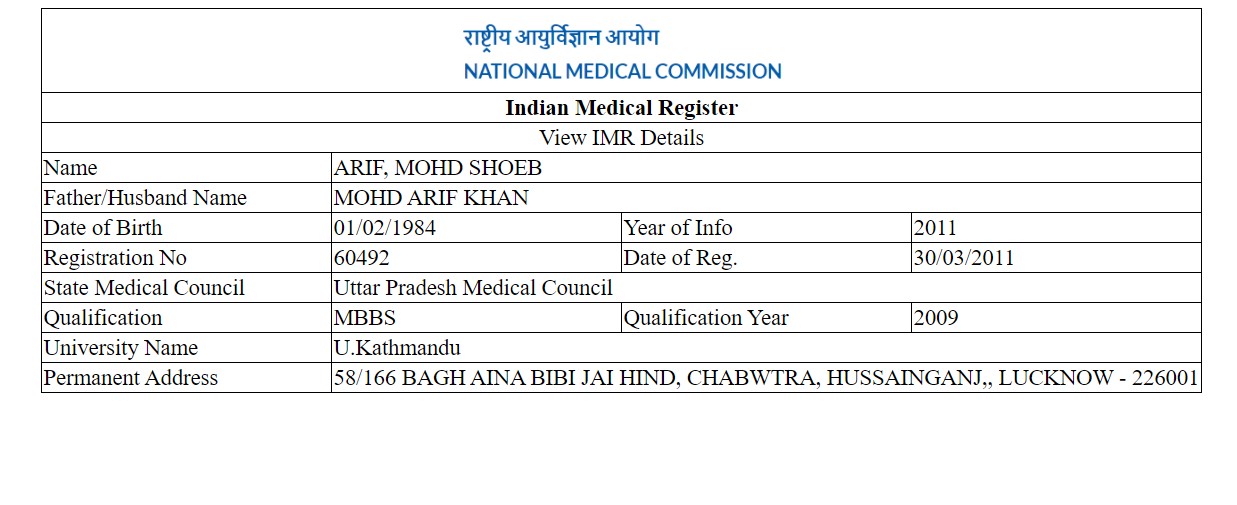 राष्ट्रीय आयुर्विज्ञान आयोग
NATIONAL MEDICAL COMMISSION
Indian Medical Register
View IMR Details
Name ARIF, MOHD SHOEB
Father/Husband Name MOHD ARIF KHAN
Date of Birth 01/02/1984 Year of Info 2011
Registration No 60492 Date of Reg. 30/03/2011
State Medical Council Uttar Pradesh Medical Council
Qualification MBBS Qualification Year 2009
University Name U.Kathmandu
Permanent Address 58/166 BAGH AINA BIBI JAI HIND, CHABWTRA, HUSSAINGANJ,, LUCKNOW - 226001